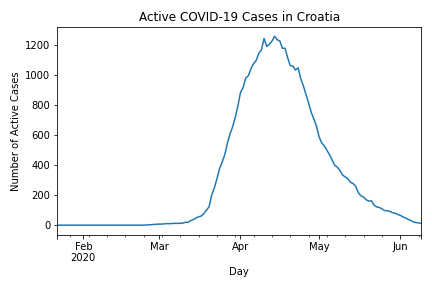 Active COVID-19 Cases in Croatia
1200
1000
800
600
400
200
0
Number of Active Cases
Feb
2020
Mar
Apr
May
Jun
Day